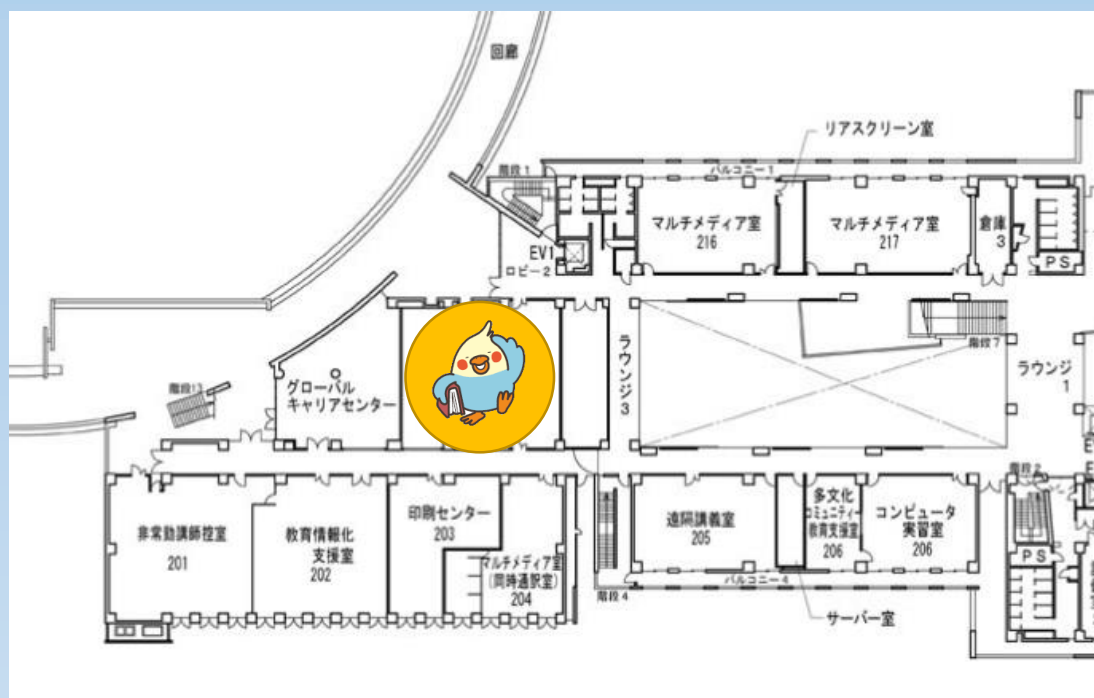 回廊
リアスクリーン室
階段1
バルコニー1
マルチメディア室
216
マルチメディア室
217
倉庫
3
EV1
ロビー2
PS
階段7
ラウンジ3
ラウンジ
1
グローバル
キャリアセンター
階段13
非常勤講師控室
201
教育情報化
支援室
202
印刷センター
203
マルチメディア室
(同時通訳室)
204
階段4
遠隔講義室
205
多文化
コミュニティー
教育支援室
206
コンピュータ
実習室
206
バルコニー4
サーバー室
階段2
PS